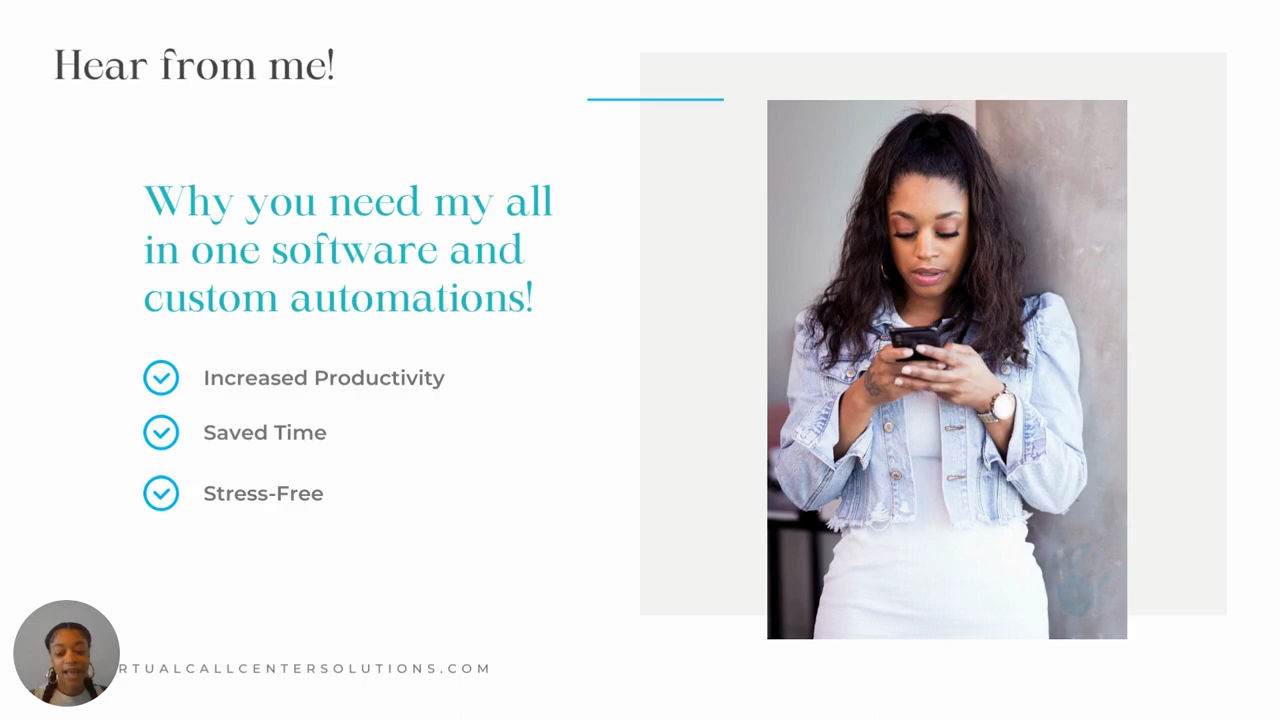 Hear from me!
Why you need my all
in one software and
custom automations!
Increased Productivity
Saved Time
Stress-Free
RTUALCALLCENTERSOLUTIONS.COM